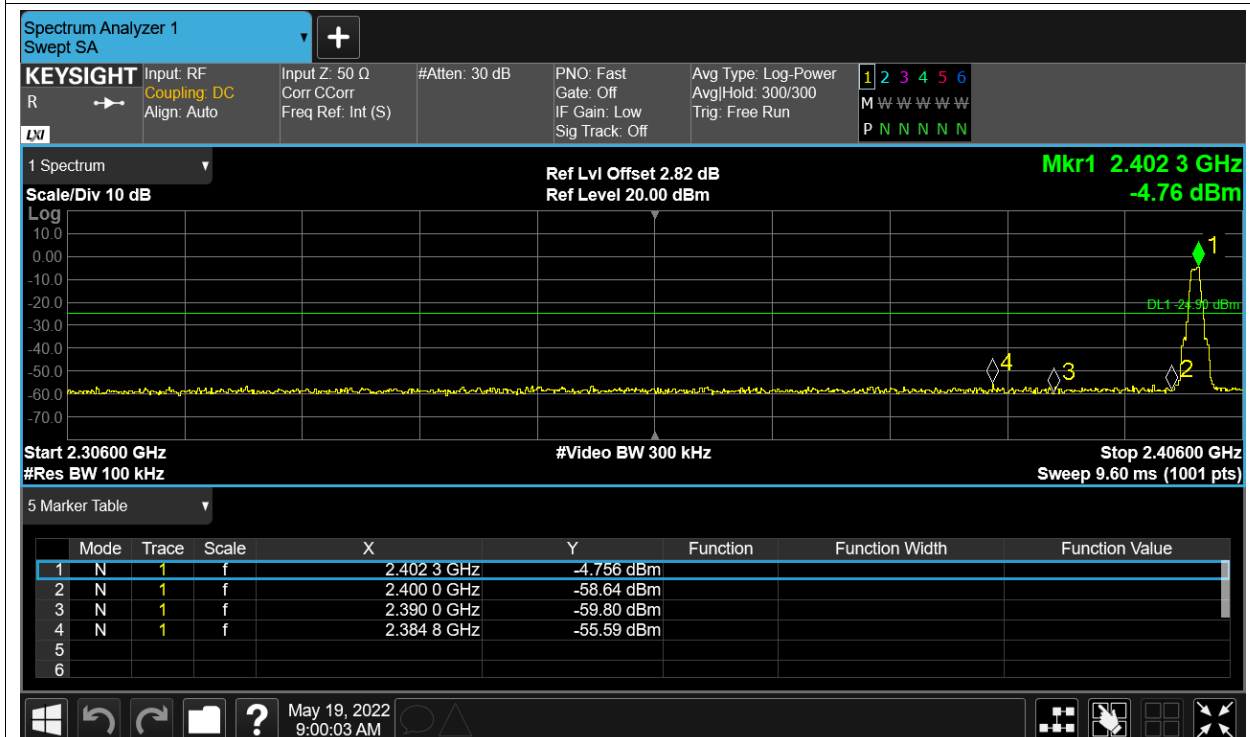 Spectrum Analyzer 1
Swept SA
KEYSIGHT
R
LXI
Input: RF
Coupling: DC
Align: Auto
Input Z: 50 Ω
Corr CCorr
Freq Ref: Int (S)
#Atten: 30 dB
PNO: Fast
Gate: Off
IF Gain: Low
Sig Track: Off
Avg Type: Log-Power
Avg|Hold: 300/300
Trig: Free Run
1 2 3 4 5 6
M W W W W W
P N N N N N
1 Spectrum
Scale/Div 10 dB
Ref Lvl Offset 2.82 dB
Ref Level 20.00 dBm
Mkr1 2.402 3 GHz
-4.76 dBm
Log
10.0
0.00
-10.0
-20.0
-30.0
-40.0
-50.0
-60.0
-70.0
1
DL1 -24.90 dBm
4
3
2
Start 2.30600 GHz
#Video BW 300 kHz
Stop 2.40600 GHz
#Res BW 100 kHz
Sweep 9.60 ms (1001 pts)
5 Marker Table
Mode Trace Scale X Y Function Function Width Function Value
1 N 1 f 2.402 3 GHz -4.756 dBm
2 N 1 f 2.400 0 GHz -58.64 dBm
3 N 1 f 2.390 0 GHz -59.80 dBm
4 N 1 f 2.384 8 GHz -55.59 dBm
5
6
?
May 19, 2022
9:00:03 AM